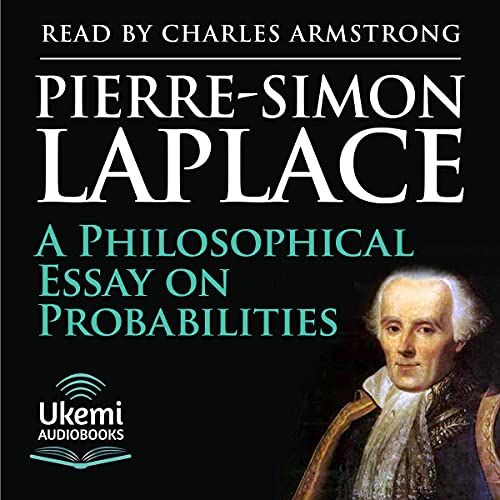 READ BY CHARLES ARMSTRONG
PIERRE-SIMON
LAPLACE
A PHILOSOPHICAL
ESSAY ON
PROBABILITIES
Ukemi
AUDIOBOOKS